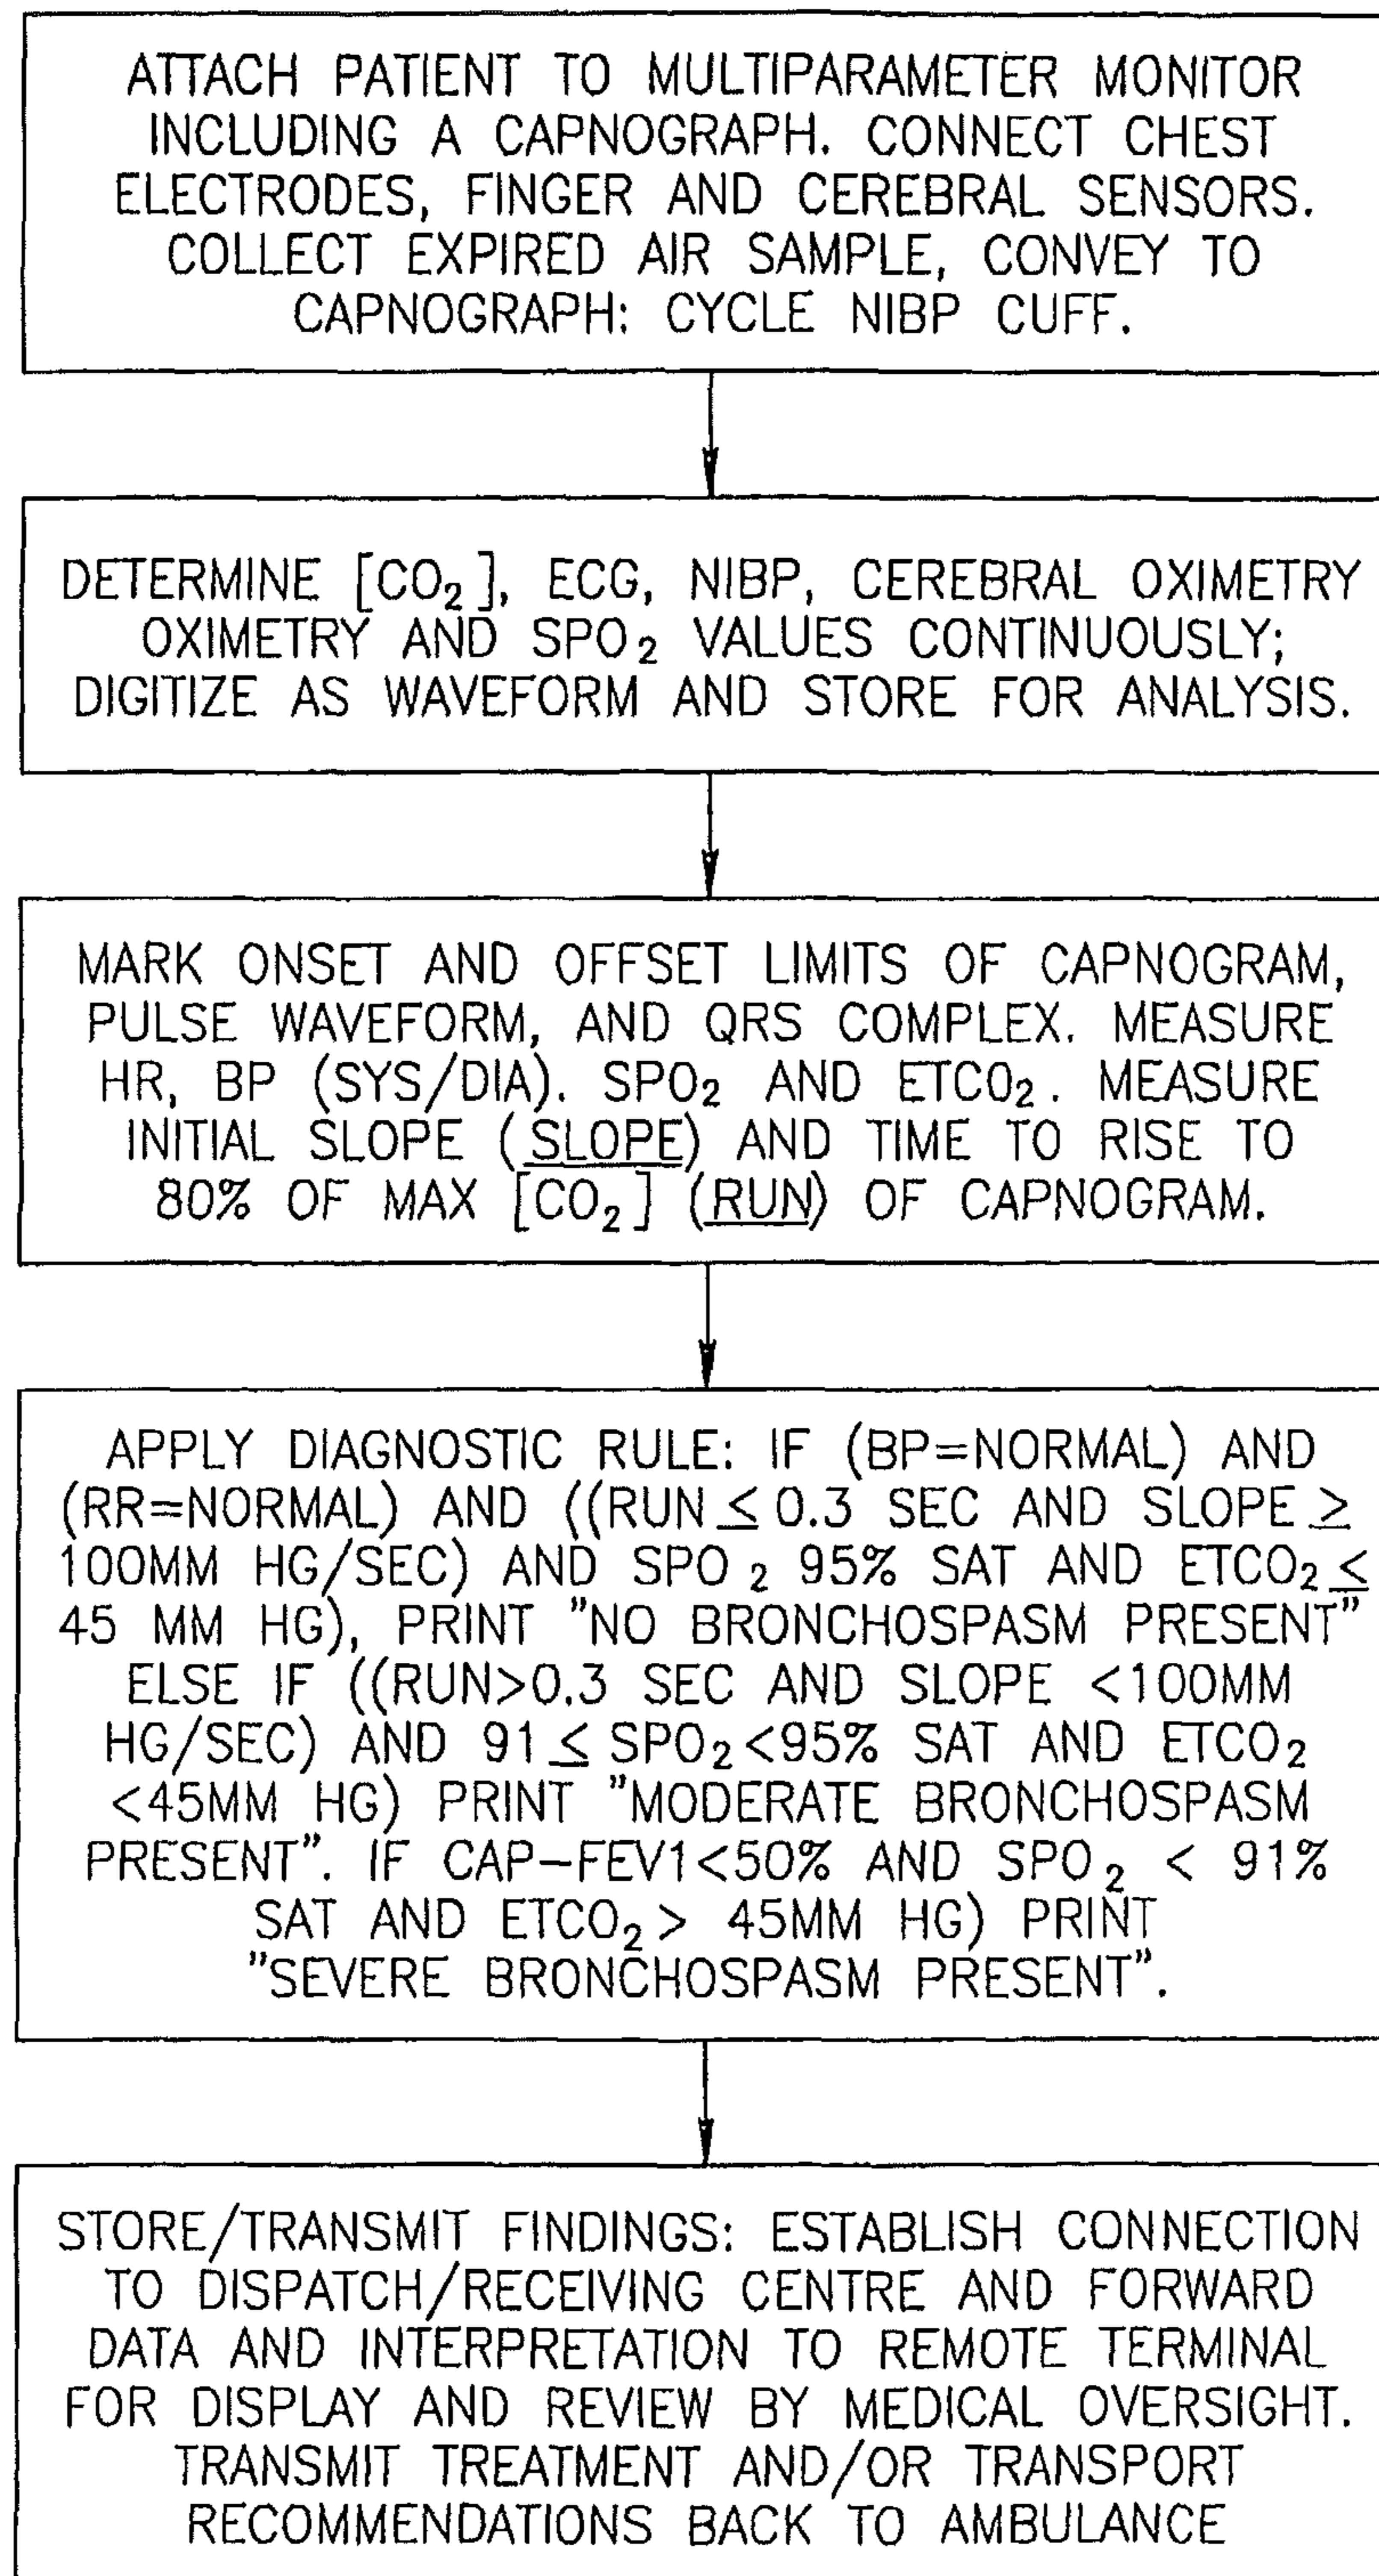 ATTACH PATIENT TO MULTIPARAMETER MONITOR
INCLUDING A CAPNOGRAPH. CONNECT CHEST
ELECTRODES, FINGER AND CEREBRAL SENSORS.
COLLECT EXPIRED AIR SAMPLE, CONVEY TO
CAPNOGRAPH: CYCLE NIBP CUFF.
DETERMINE [CO₂], ECG, NIBP, CEREBRAL OXIMETRY
OXIMETRY AND SPO₂ VALUES CONTINUOUSLY;
DIGITIZE AS WAVEFORM AND STORE FOR ANALYSIS.
MARK ONSET AND OFFSET LIMITS OF CAPNOGRAM,
PULSE WAVEFORM, AND QRS COMPLEX. MEASURE
HR, BP (SYS/DIA). SPO₂ AND ETCO₂. MEASURE
INITIAL SLOPE (SLOPE) AND TIME TO RISE TO
80% OF MAX [CO₂] (RUN) OF CAPNOGRAM.
APPLY DIAGNOSTIC RULE: IF (BP=NORMAL) AND
(RR=NORMAL) AND ((RUN ≤ 0.3 SEC AND SLOPE ≥
100MM HG/SEC) AND SPO₂ 95% SAT AND ETCO₂ ≤
45 MM HG), PRINT "NO BRONCHOSPASM PRESENT"
ELSE IF ((RUN>0.3 SEC AND SLOPE <100MM
HG/SEC) AND 91 ≤ SPO₂<95% SAT AND ETCO₂
<45MM HG) PRINT "MODERATE BRONCHOSPASM
PRESENT". IF CAP-FEV1<50% AND SPO₂ < 91%
SAT AND ETCO₂ > 45MM HG) PRINT
"SEVERE BRONCHOSPASM PRESENT".
STORE/TRANSMIT FINDINGS: ESTABLISH CONNECTION
TO DISPATCH/RECEIVING CENTRE AND FORWARD
DATA AND INTERPRETATION TO REMOTE TERMINAL
FOR DISPLAY AND REVIEW BY MEDICAL OVERSIGHT.
TRANSMIT TREATMENT AND/OR TRANSPORT
RECOMMENDATIONS BACK TO AMBULANCE